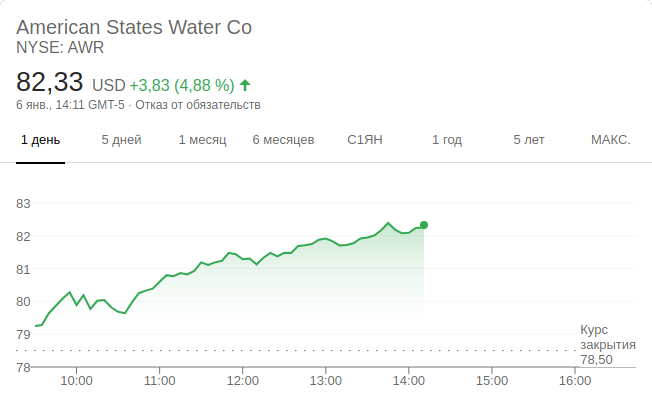 American States Water Co
NYSE: AWR
82,33 USD +3,83 (4,88 %) ↑
6 янв., 14:11 GMT-5 · Отказ от обязательств
1 день 5 дней 1 месяц 6 месяцев С1ЯН 1 год 5 лет МАКС.
83
82
81
80
79
78
Курс
закрытия
78,50
10:00 11:00 12:00 13:00 14:00 15:00 16:00